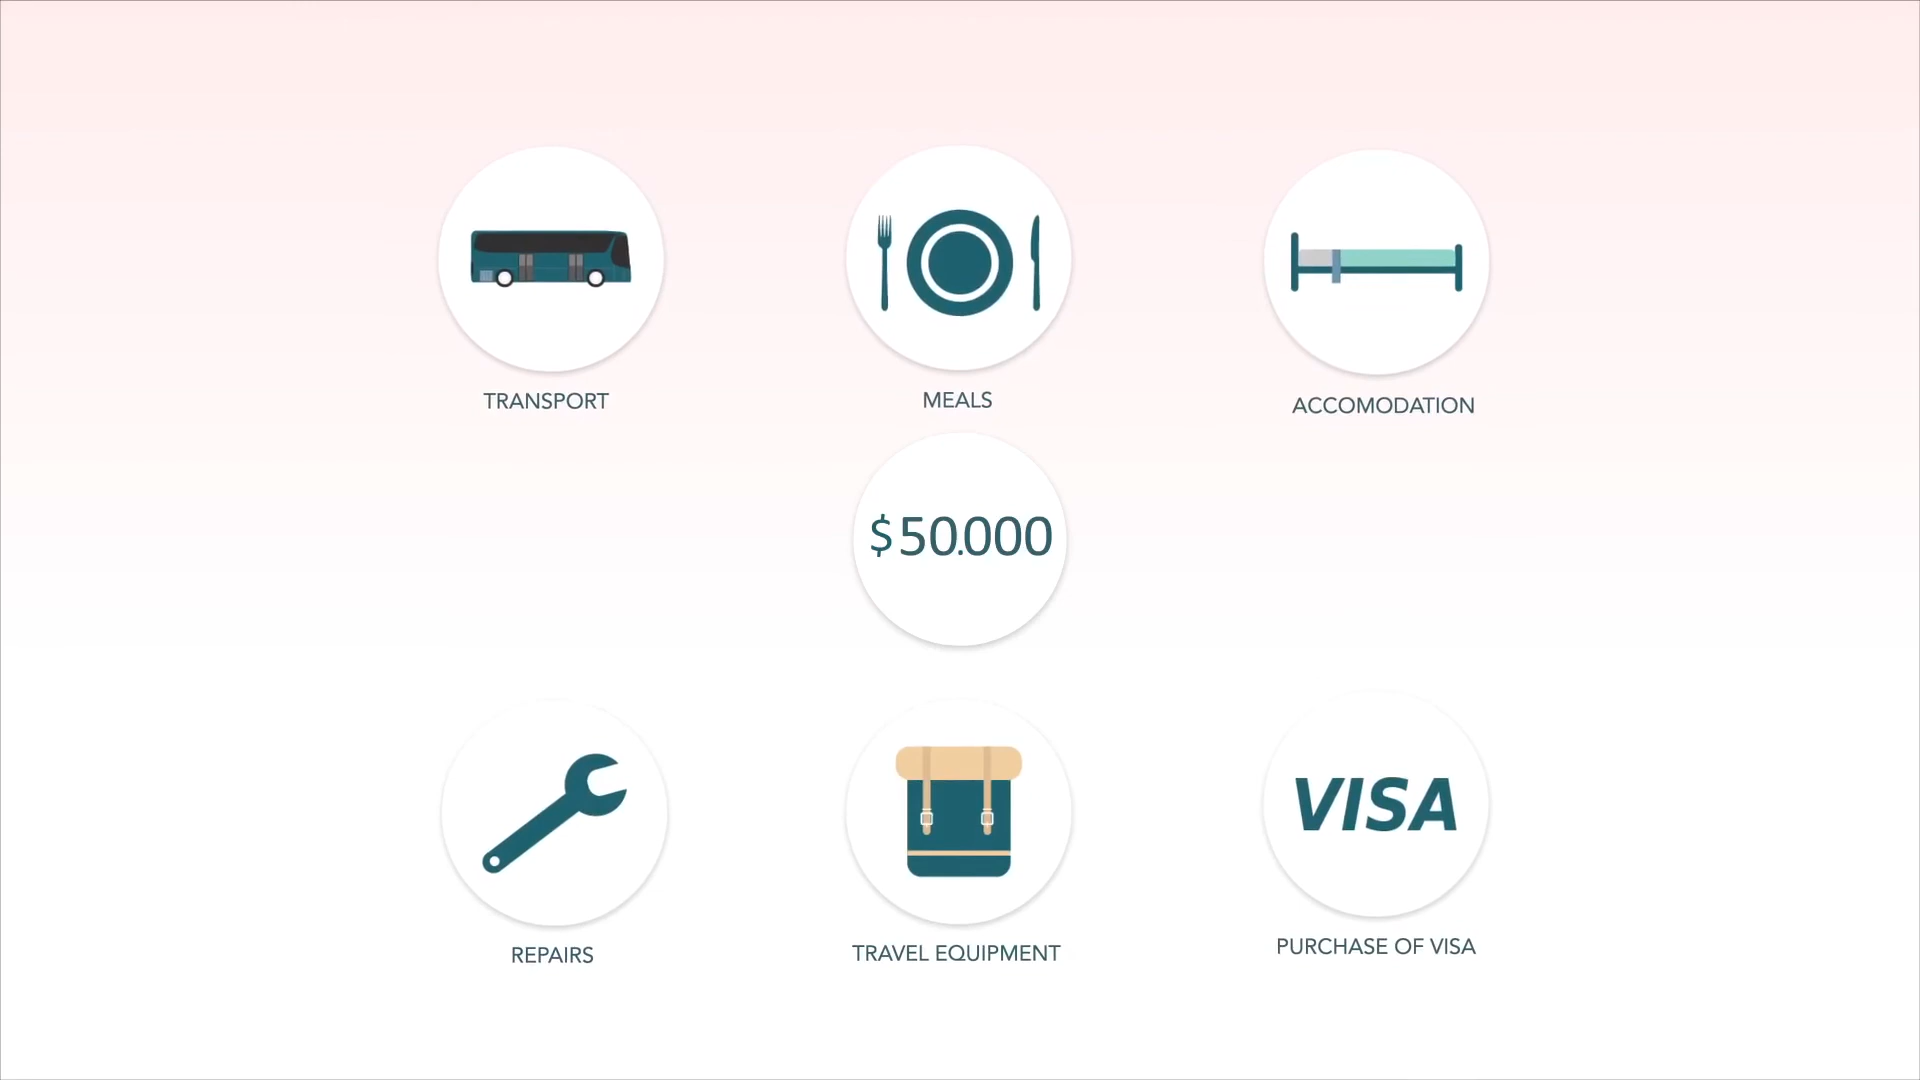 TRANSPORT
MEALS
ACCOMODATION
$50.000
VISA
REPAIRS
TRAVEL EQUIPMENT
PURCHASE OF VISA